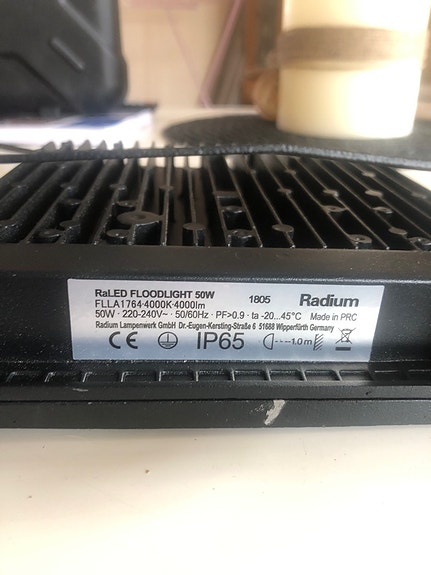 RaLED FLOODLIGHT 50W 1805 Radium
FLLA1764·4000K·4000lm
50W · 220-240V~ · 50/60Hz · PF>0.9 · ta -20...45°C Made in PRC
Radium Lampenwerk GmbH Dr.-Eugen-Kersting-Straße 6 51688 Wipperfürth Germany
CE IP65 1.0 m